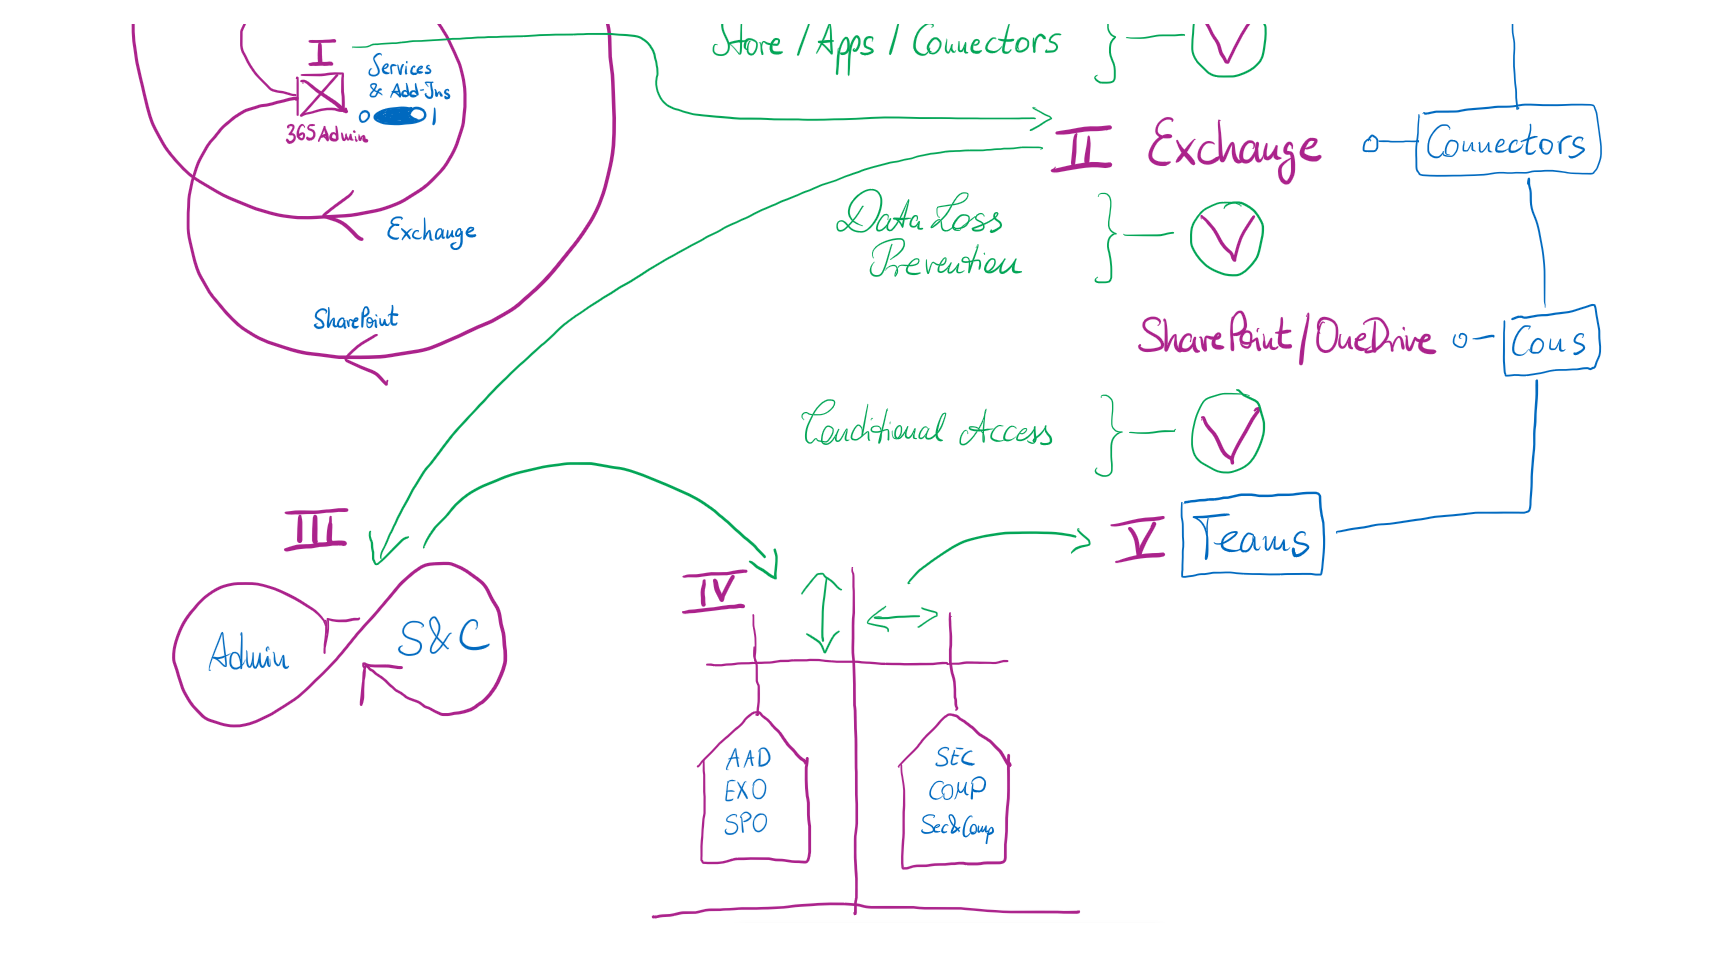 Store / Apps / Connectors
I
Services
& Add-Ins
0 1
365 Admin
II Exchange
Connectors
Exchange
Data Loss
Prevention
SharePoint
SharePoint/OneDrive
Cons
Conditional Access
III
V Teams
IV
Admin
S&C
AAD
EXO
SPO
SEC
COMP
Sec&Comp